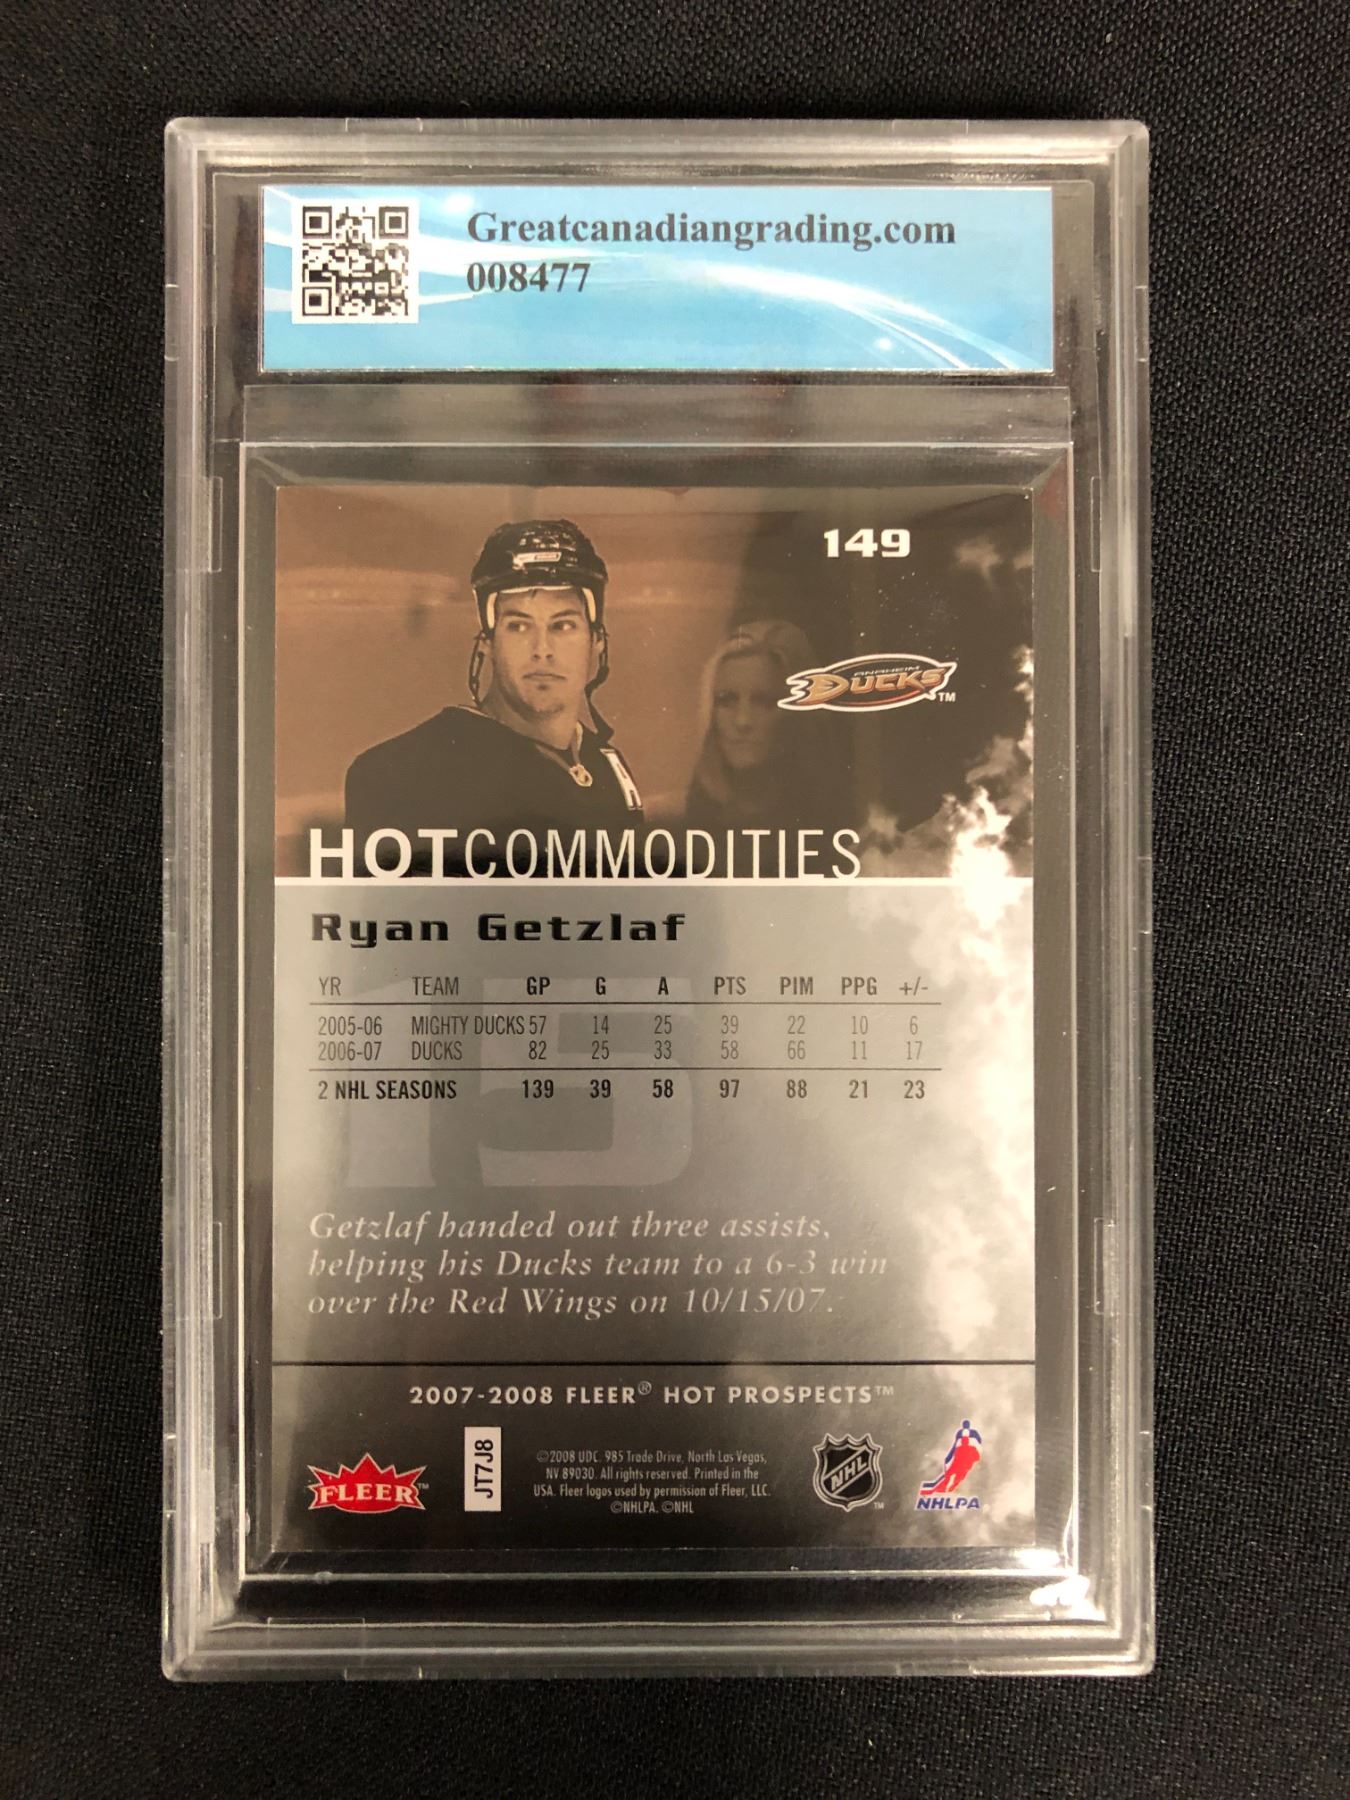 Greatcanadiangrading.com
008477
149
ANAHEIM
DUCKS™
HOTCOMMODITIES
Ryan Getzlaf
YR TEAM GP G A PTS PIM PPG +/-
2005-06 MIGHTY DUCKS 57 14 25 39 22 10 6
2006-07 DUCKS 82 25 33 58 66 11 17
2 NHL SEASONS 139 39 58 97 88 21 23
15
Getzlaf handed out three assists,
helping his Ducks team to a 6-3 win
over the Red Wings on 10/15/07.
2007-2008 FLEER® HOT PROSPECTS™
FLEER™
JT7J8
©2008 UDC. 985 Trade Drive, North Las Vegas,
NV 89030. All rights reserved. Printed in the
USA. Fleer logos used by permission of Fleer, LLC.
©NHLPA. ©NHL
NHL™
NHLPA